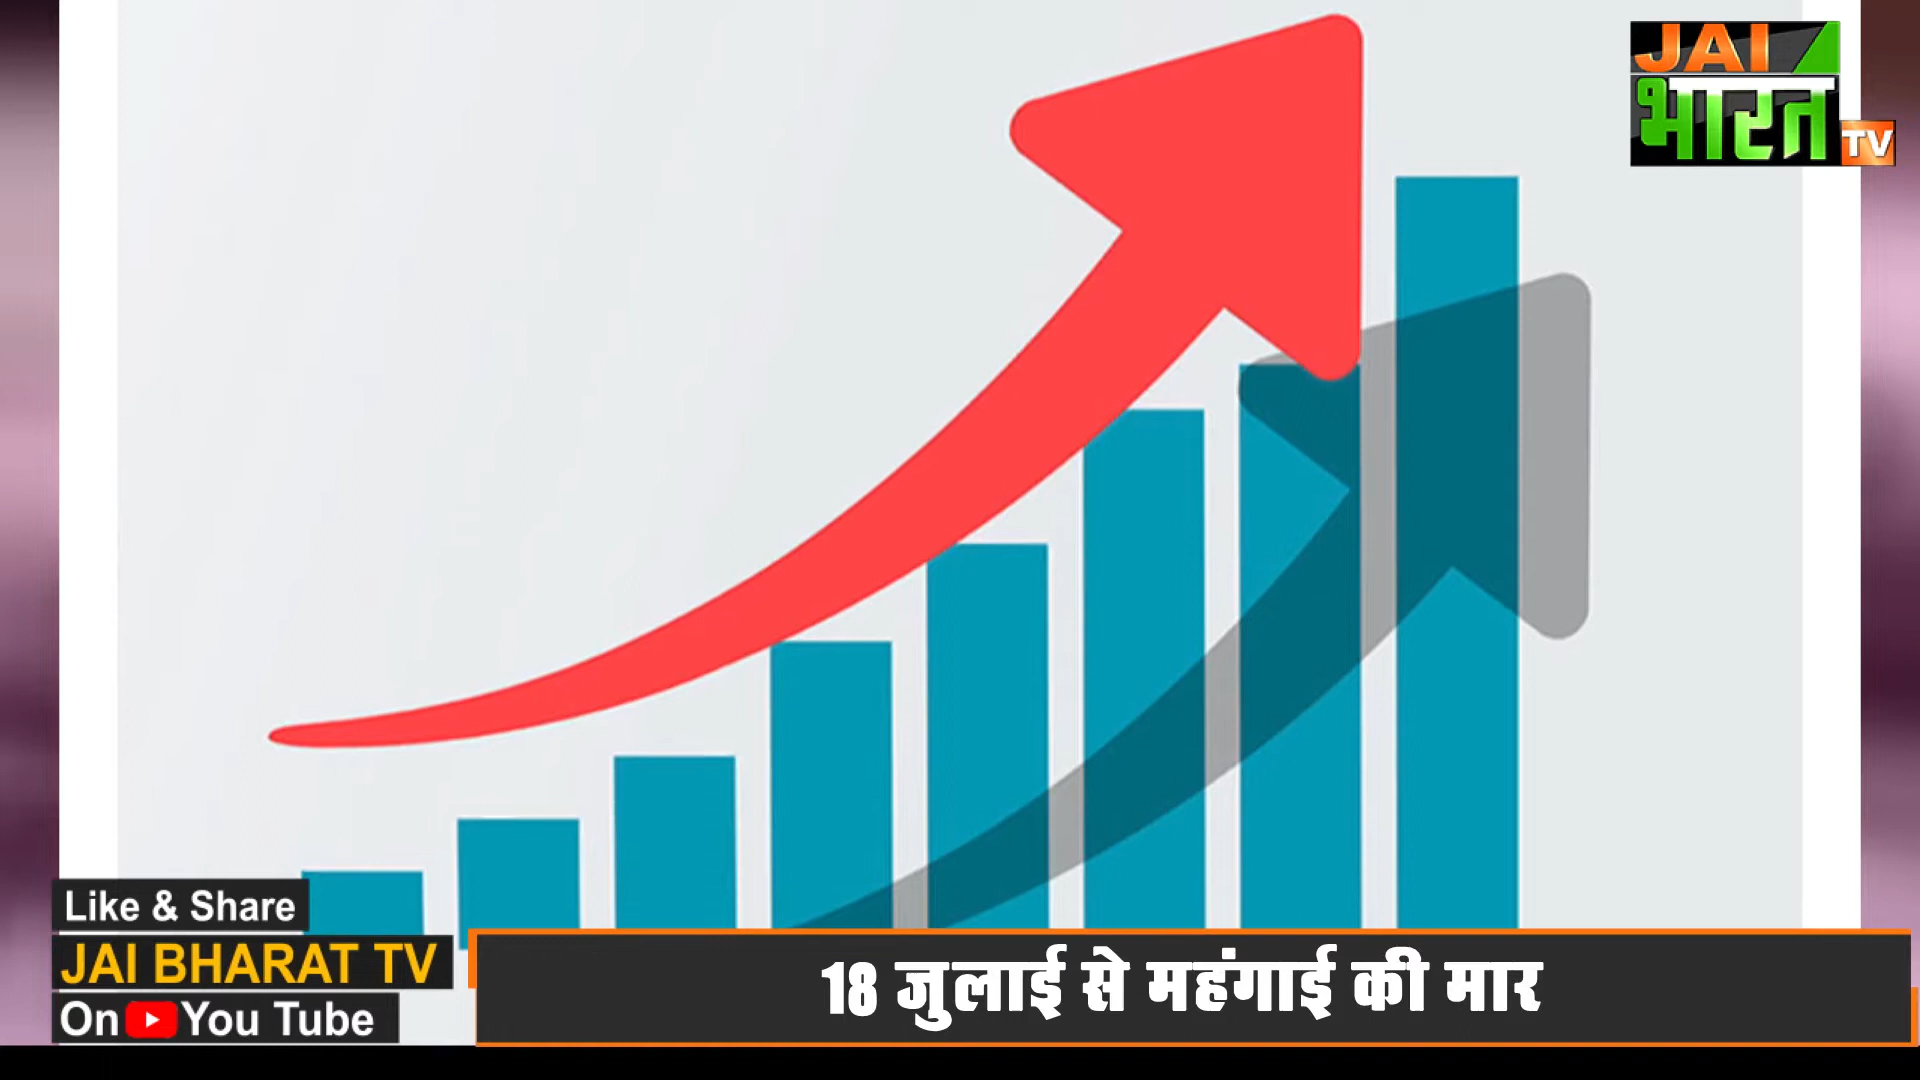 JAI
भारत
TV
Like & Share
JAI BHARAT TV
On You Tube
18 जुलाई से महंगाई की मार